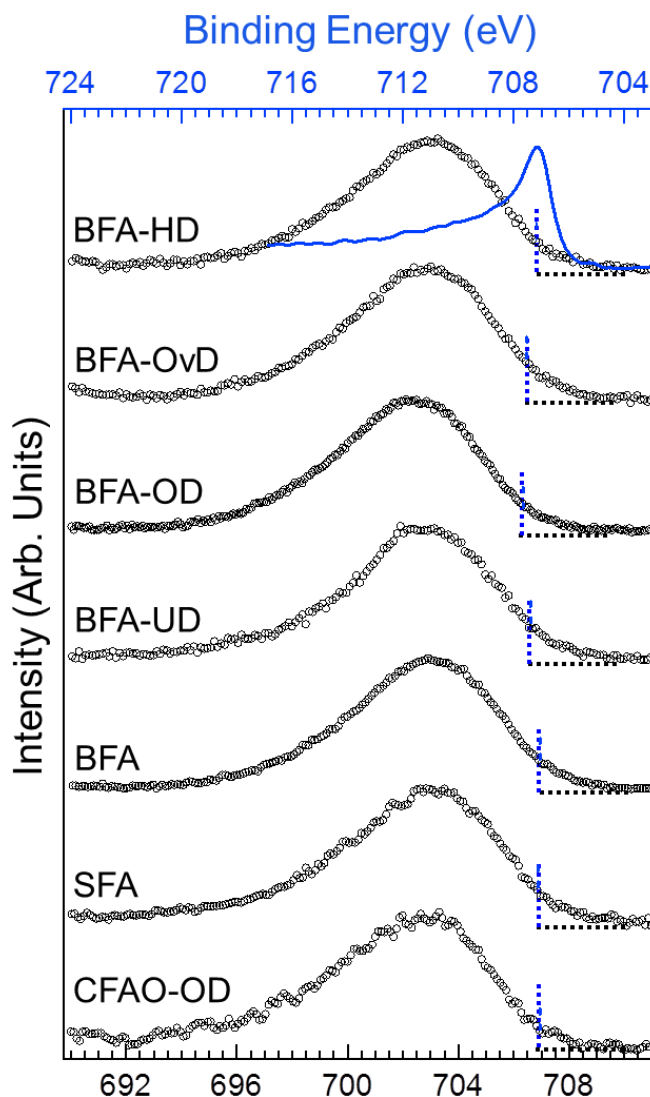 Binding Energy (eV)
724 720 716 712 708 704
BFA-HD
BFA-OvD
BFA-OD
BFA-UD
BFA
SFA
CFAO-OD
Intensity (Arb. Units)
692 696 700 704 708